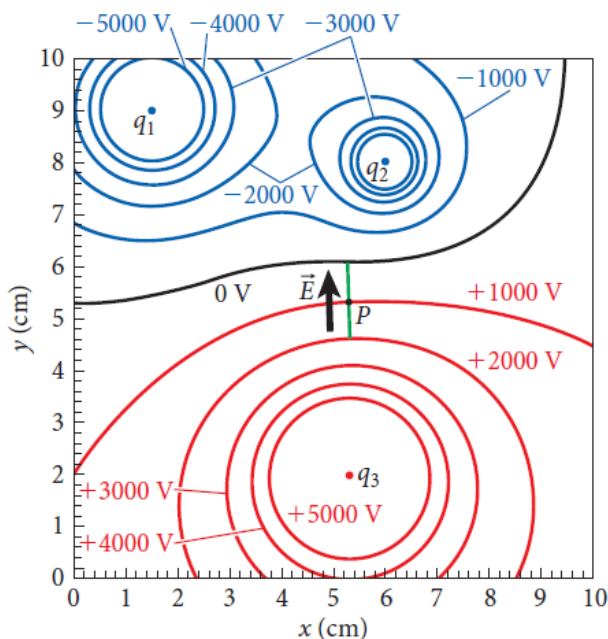 −5000 V −4000 V −3000 V
−1000 V
q1
q2
−2000 V
0 V
E⃗
P
+1000 V
+2000 V
q3
+3000 V
+5000 V
+4000 V
10
9
8
7
6
5
4
3
2
1
0
y (cm)
0 1 2 3 4 5 6 7 8 9 10
x (cm)